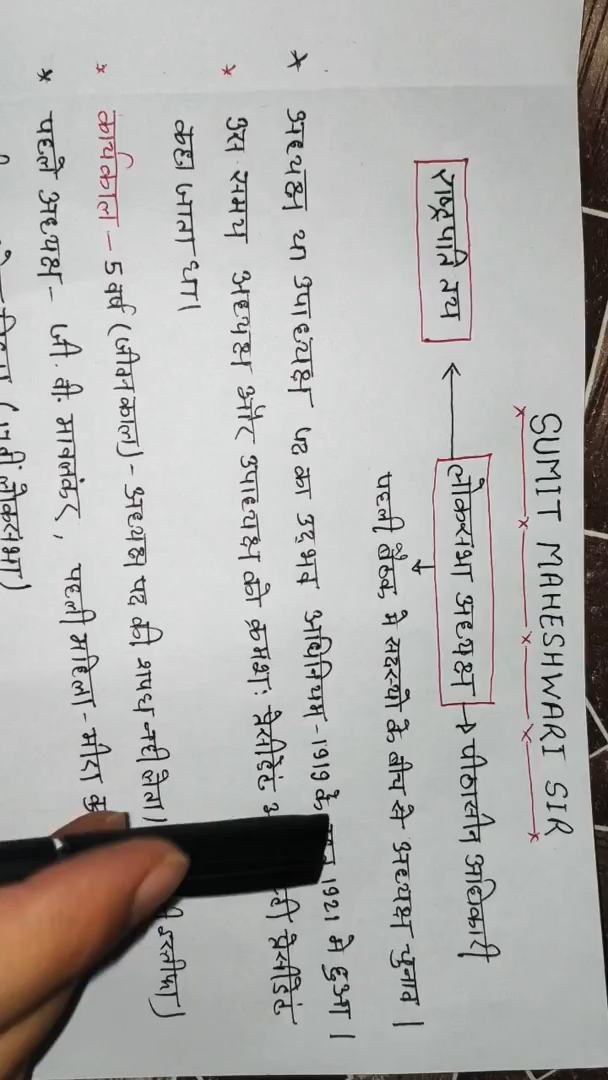 SUMIT MAHESHWARI SIR
राष्ट्रपति तय ← लोकसभा अध्यक्ष → पीठासीन अधिकारी
पहली बैठक मे सदस्यो के बीच से अध्यक्ष चुनाव।
* अध्यक्ष या उपाध्यक्ष पद का उद्भव अधिनियम-1919 के 1921 मे हुआ।
* उस समय अध्यक्ष और उपाध्यक्ष को क्रमशः प्रेसीडेंट प्रेसीडेंट
कहा जाता था।
* कार्यकाल - 5 वर्ष (जीवनकाल) - अध्यक्ष पद की शपथ नही लेता)
* पहले अध्यक्ष - जी. वी. मावलंकर, पहली महिला - मीरा
लोकसभा)